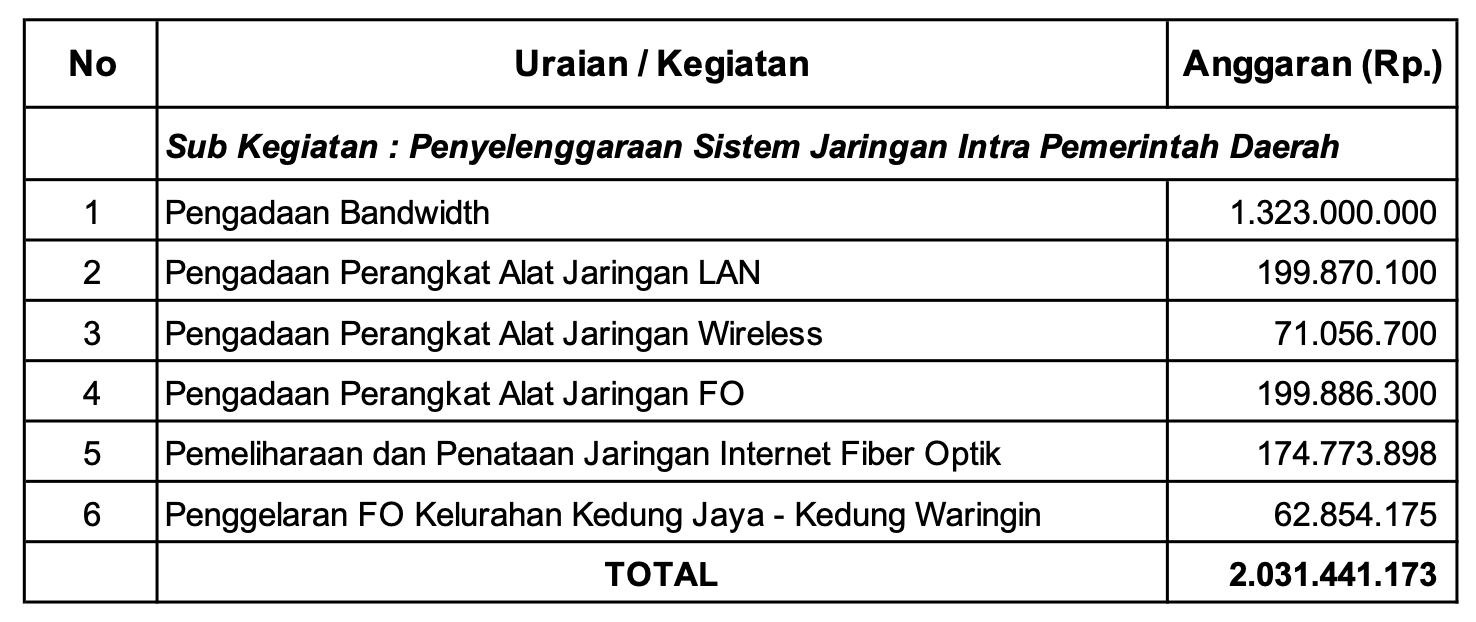 No Uraian / Kegiatan Anggaran (Rp.)
Sub Kegiatan : Penyelenggaraan Sistem Jaringan Intra Pemerintah Daerah
1 Pengadaan Bandwidth 1.323.000.000
2 Pengadaan Perangkat Alat Jaringan LAN 199.870.100
3 Pengadaan Perangkat Alat Jaringan Wireless 71.056.700
4 Pengadaan Perangkat Alat Jaringan FO 199.886.300
5 Pemeliharaan dan Penataan Jaringan Internet Fiber Optik 174.773.898
6 Penggelaran FO Kelurahan Kedung Jaya - Kedung Waringin 62.854.175
TOTAL 2.031.441.173